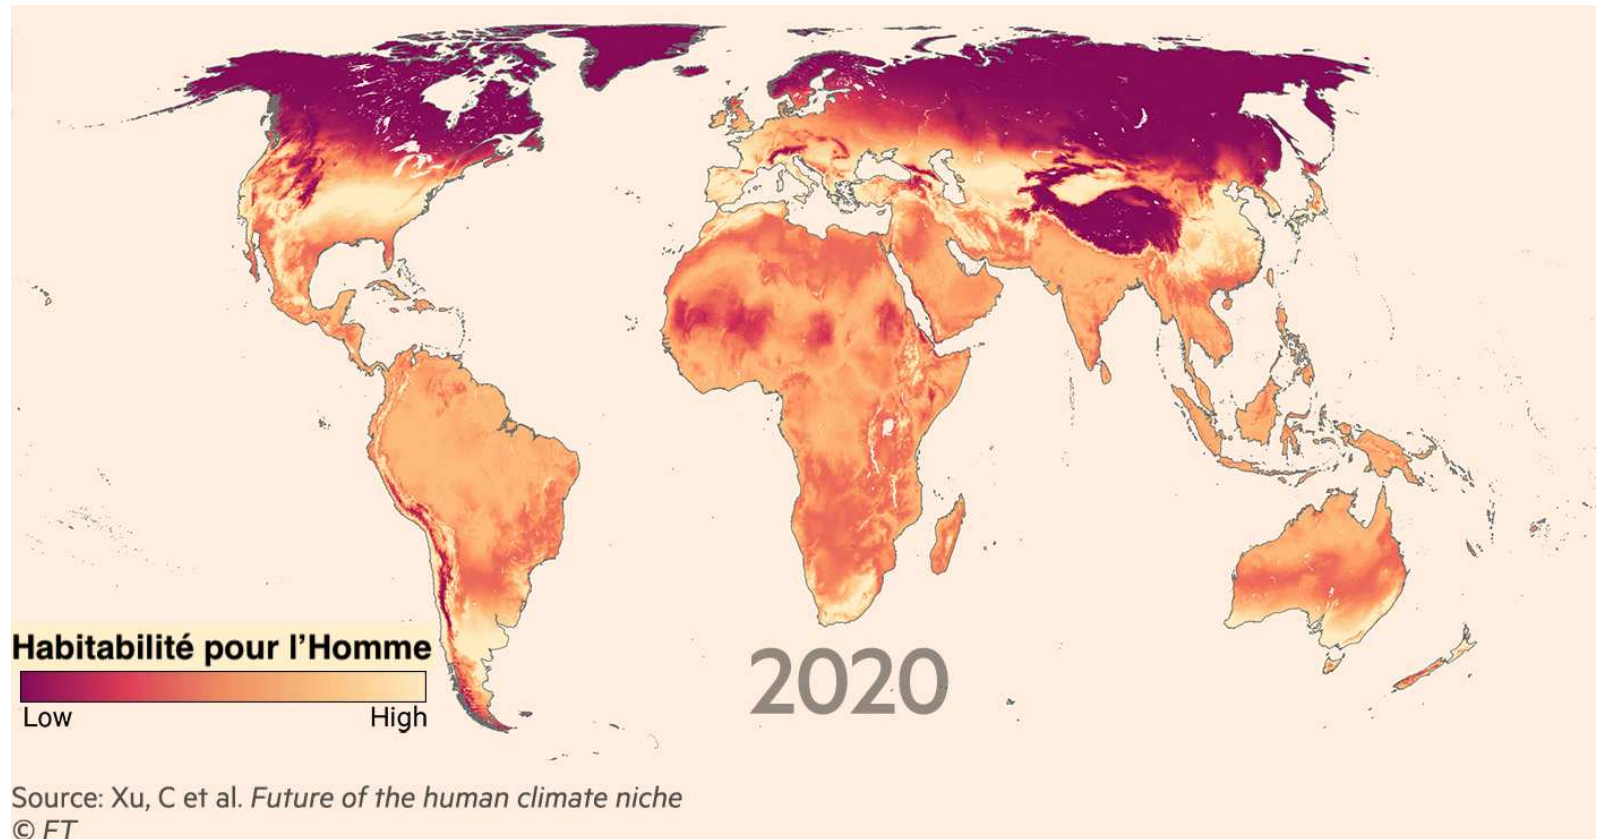 2020
Habitabilité pour l'Homme
Low High
Source: Xu, C et al. Future of the human climate niche
© FT